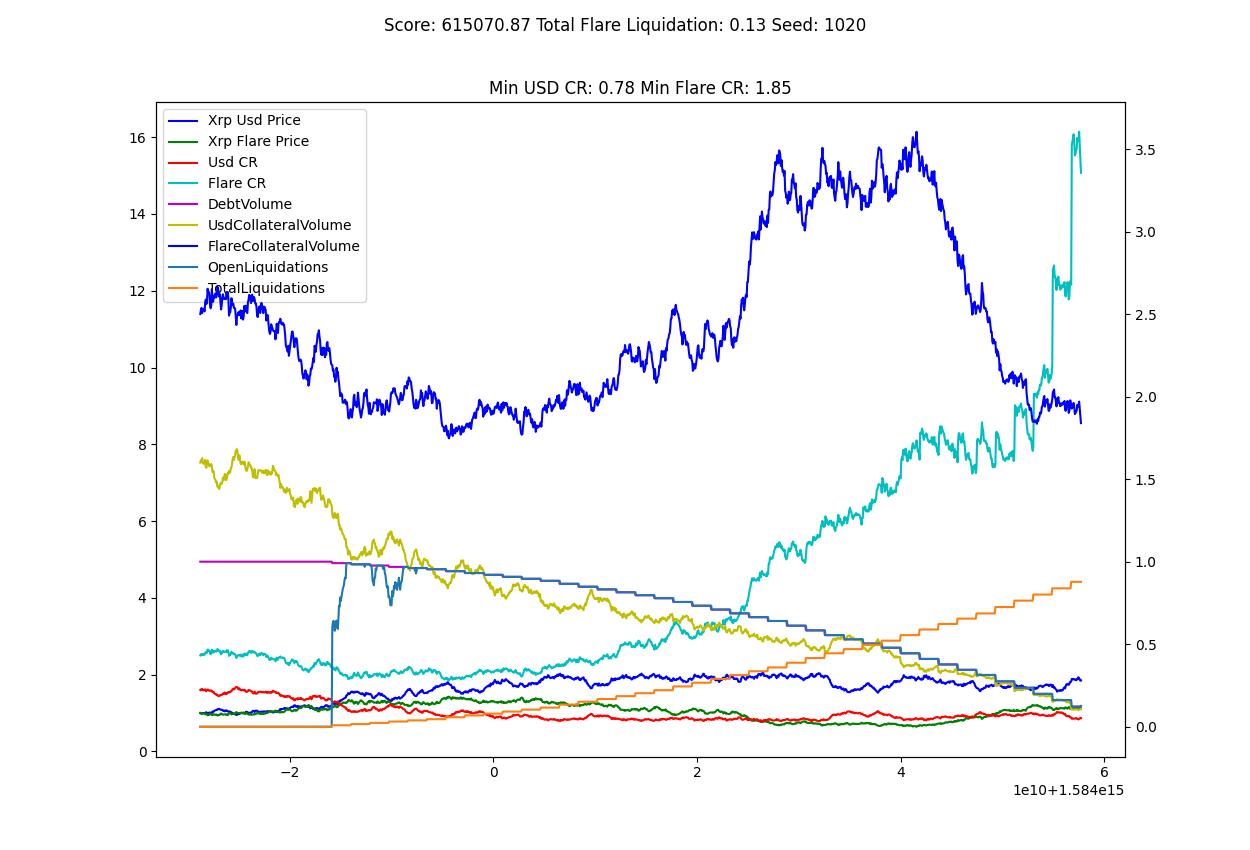 Score: 615070.87 Total Flare Liquidation: 0.13 Seed: 1020
Min USD CR: 0.78 Min Flare CR: 1.85
Xrp Usd Price
Xrp Flare Price
Usd CR
Flare CR
DebtVolume
UsdCollateralVolume
FlareCollateralVolume
OpenLiquidations
TotalLiquidations
16
14
12
10
8
6
4
2
0
3.5
3.0
2.5
2.0
1.5
1.0
0.5
0.0
−2
0
2
4
6
1e10+1.584e15